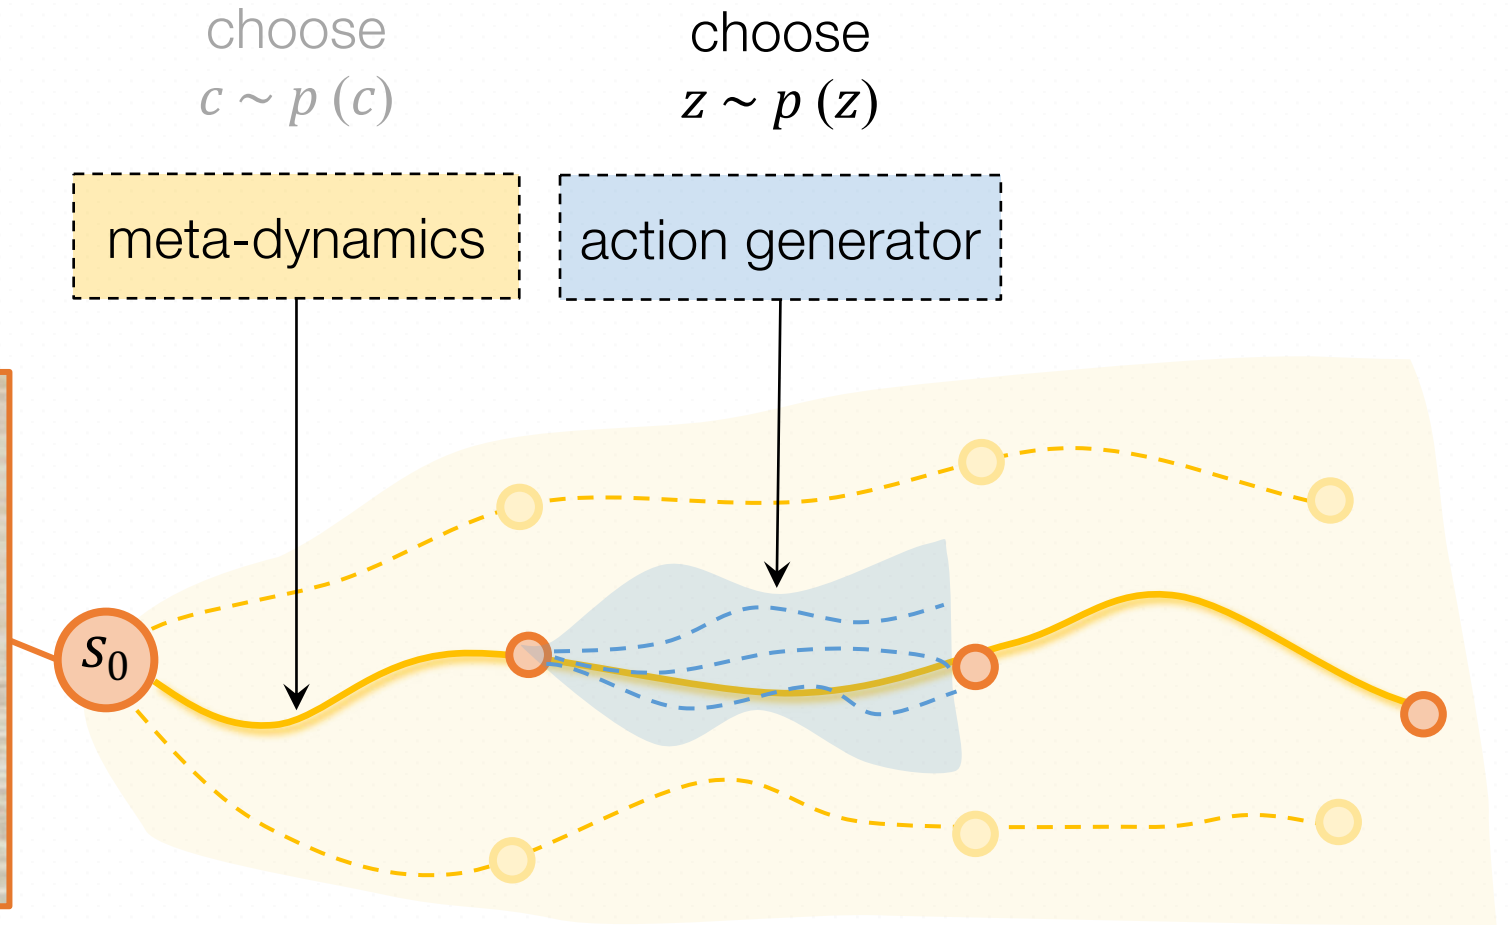 choose
c ~ p (c)
choose
z ~ p (z)
meta-dynamics
action generator
s₀